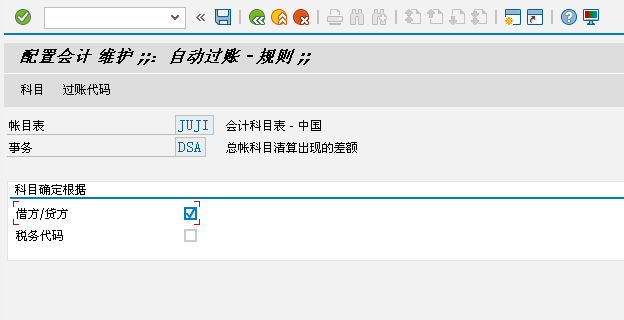 配置会计 维护 ;;: 自动过账 - 规则 ;;
科目 过账代码
帐目表 JUJI 会计科目表 - 中国
事务 DSA 总帐科目清算出现的差额
科目确定根据
借方/贷方
税务代码